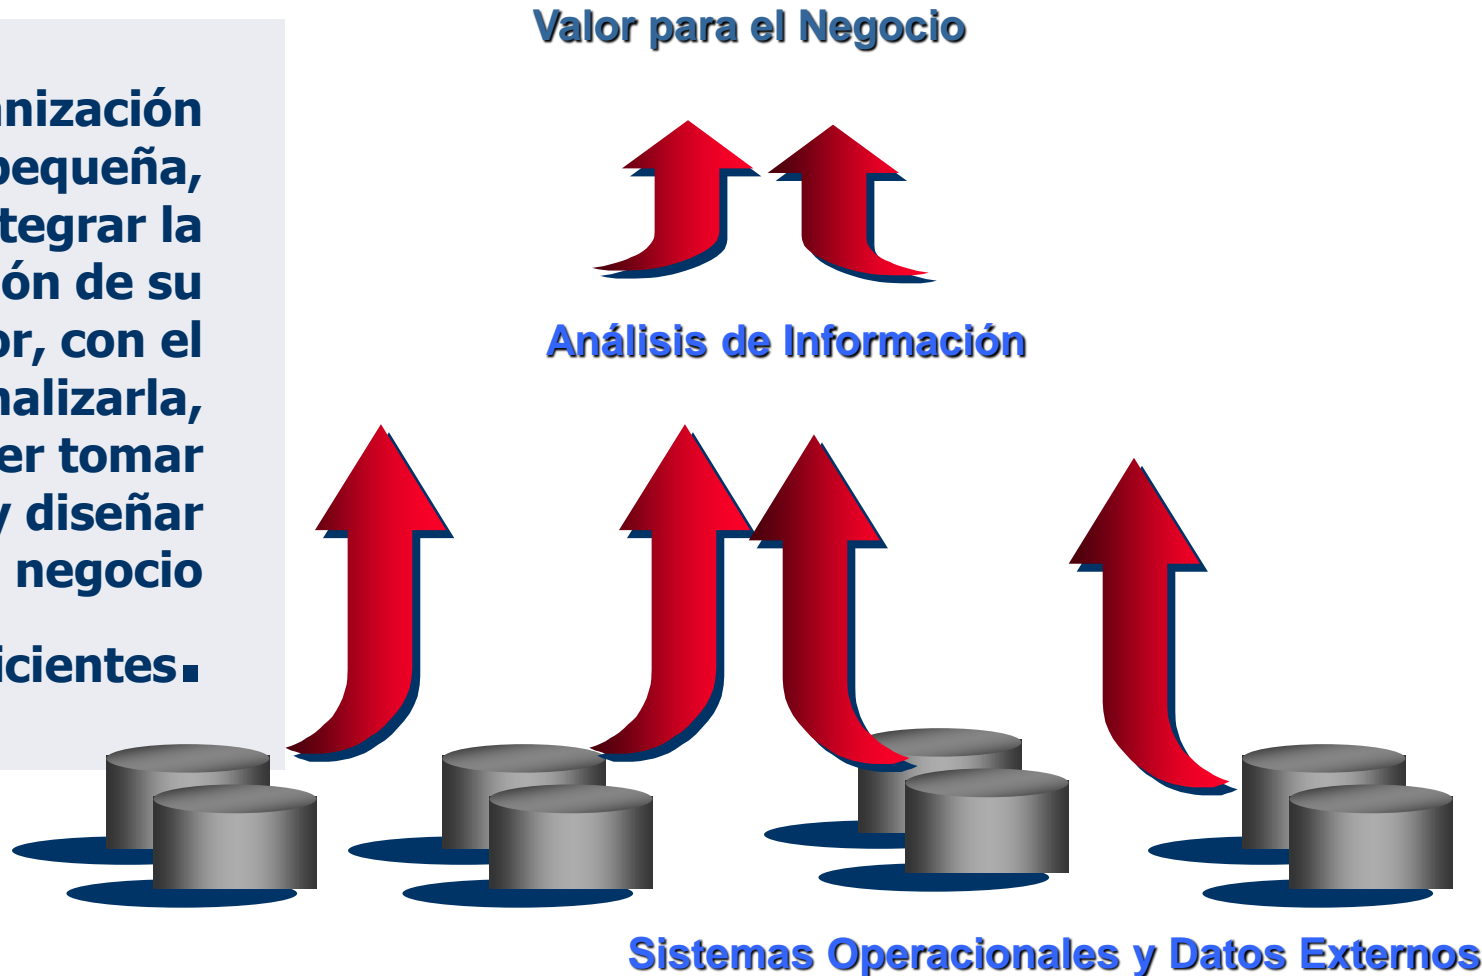 Valor para el Negocio
nización
pequeña,
tegrar la
ón de su
or, con el
nalizarla,
er tomar
y diseñar
negocio
icientes.
Análisis de Información
Sistemas Operacionales y Datos Externos